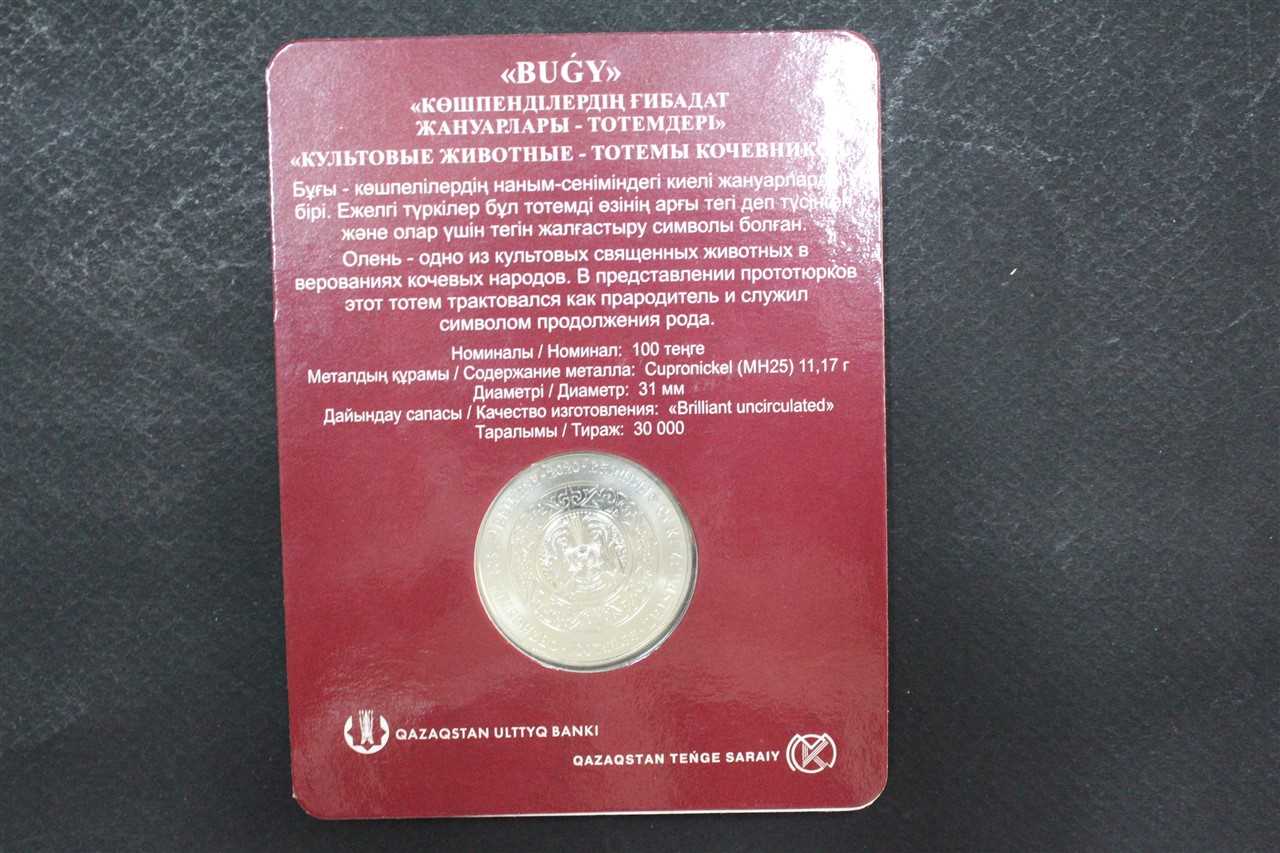 «BUǴY»
«КӨШПЕНДІЛЕРДІҢ ҒИБАДАТ
ЖАНУАРЛАРЫ - ТОТЕМДЕРІ»
«КУЛЬТОВЫЕ ЖИВОТНЫЕ - ТОТЕМЫ КОЧЕВНИКОВ»
Бұғы - көшпелілердің наным-сеніміндегі киелі жануарлардың
бірі. Ежелгі түркілер бұл тотемді өзінің арғы тегі деп түсінген
және олар үшін тегін жалғастыру символы болған.
Олень - одно из культовых священных животных в
верованиях кочевых народов. В представлении прототюрков
этот тотем трактовался как прародитель и служил
символом продолжения рода.
Номиналы / Номинал: 100 теңге
Металдың құрамы / Содержание металла: Cupronickel (МН25) 11,17 г
Диаметрі / Диаметр: 31 мм
Дайындау сапасы / Качество изготовления: «Brilliant uncirculated»
Таралымы / Тираж: 30 000
QAZAQSTAN ULTTYQ BANKI
QAZAQSTAN TEŃGE SARAIY